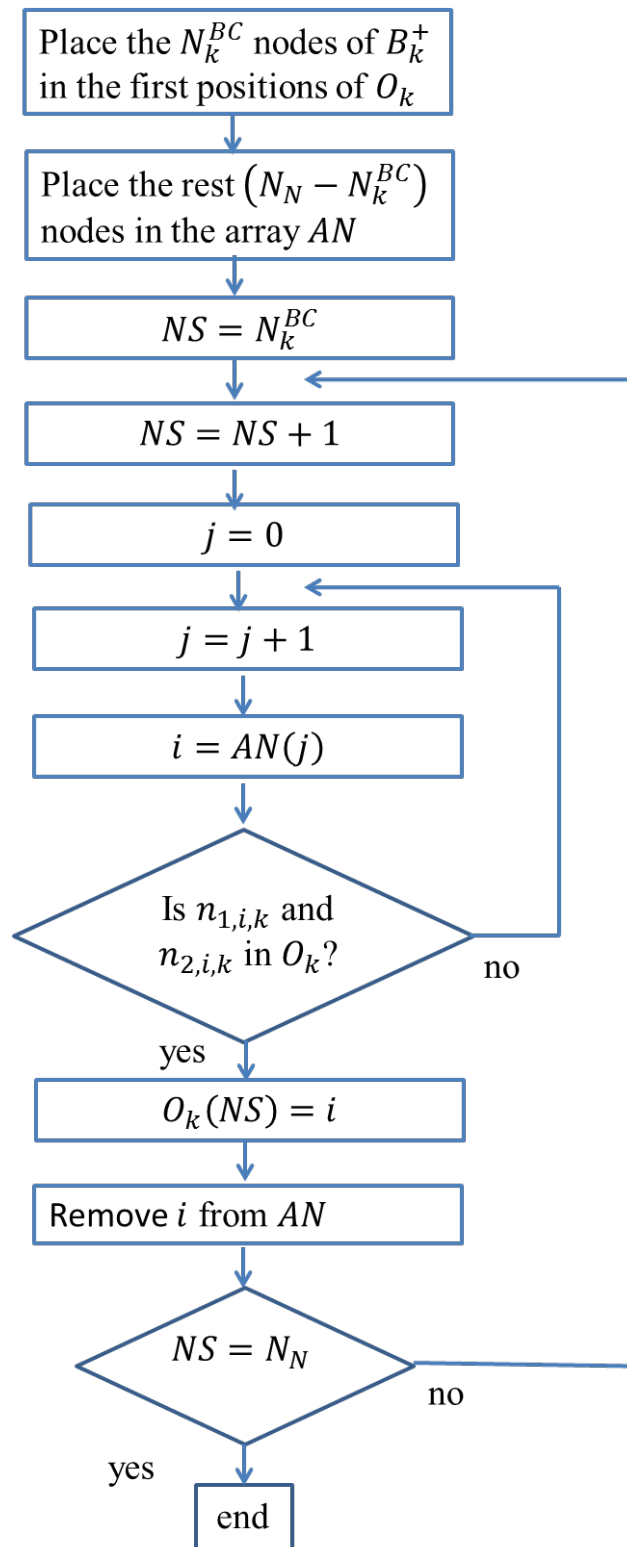 Place the $N_k^{BC}$ nodes of $B_k^+$
in the first positions of $O_k$
Place the rest $(N_N - N_k^{BC})$
nodes in the array $AN$
$NS = N_k^{BC}$
$NS = NS + 1$
$j = 0$
$j = j + 1$
$i = AN(j)$
Is $n_{1,i,k}$ and
$n_{2,i,k}$ in $O_k$?
no
yes
$O_k(NS) = i$
Remove $i$ from $AN$
$NS = N_N$
no
yes
end